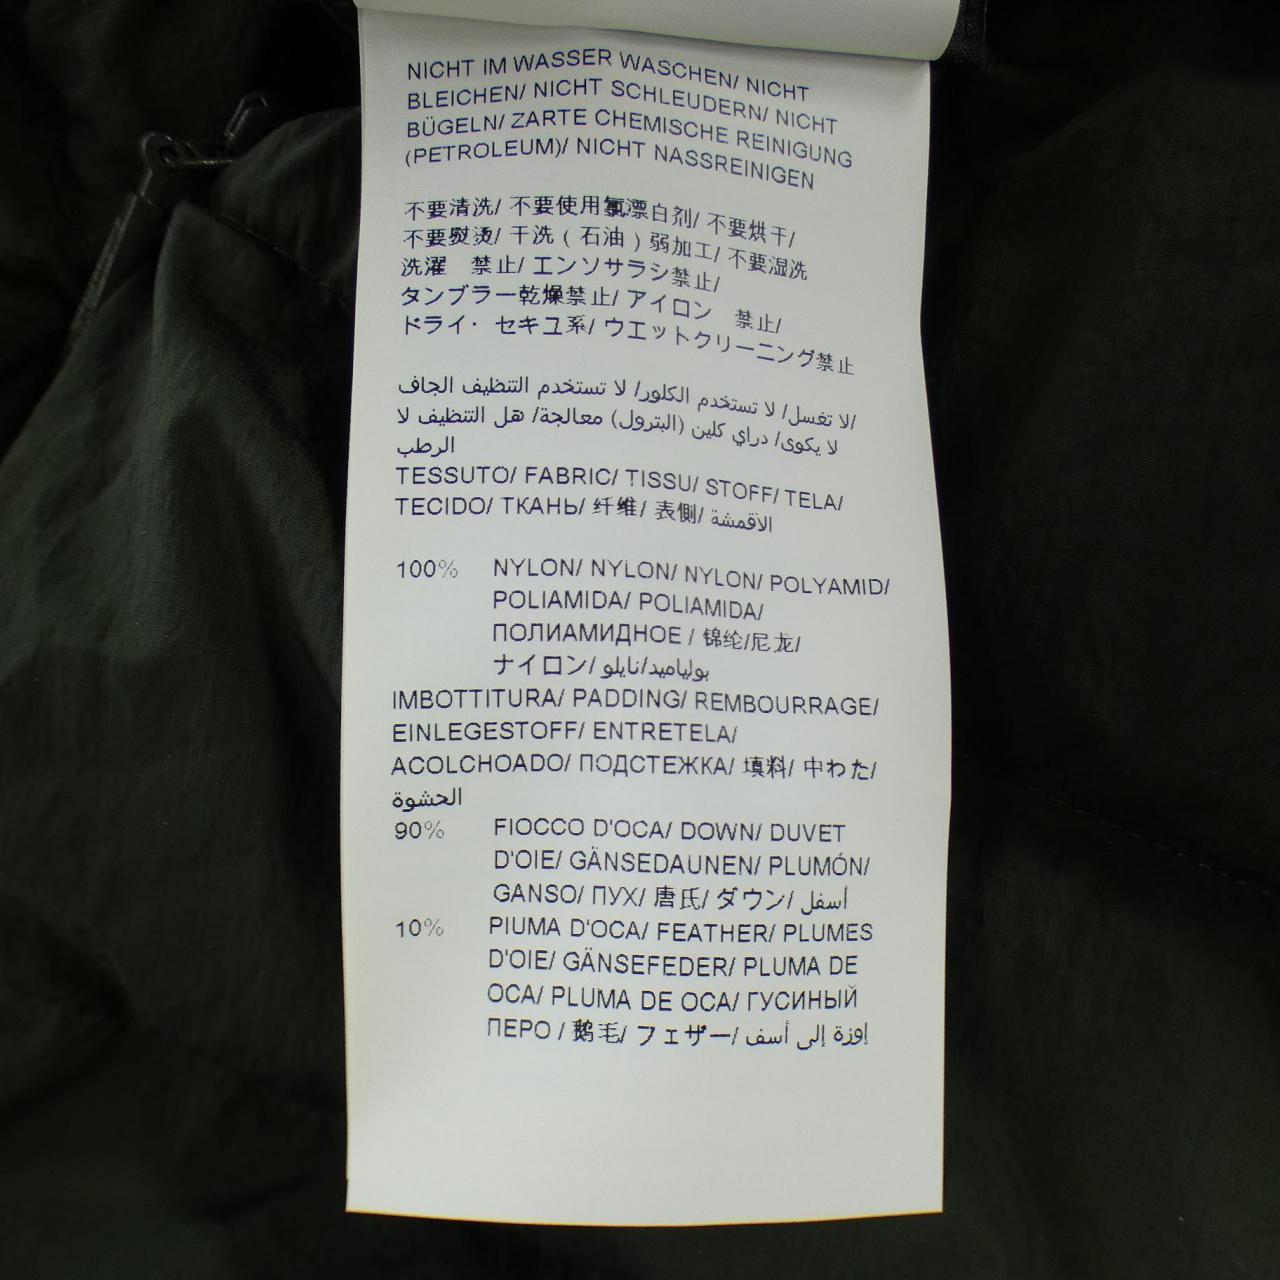 NICHT IM WASSER WASCHEN/ NICHT
BLEICHEN/ NICHT SCHLEUDERN/ NICHT
BÜGELN/ ZARTE CHEMISCHE REINIGUNG
(PETROLEUM)/ NICHT NASSREINIGEN
不要清洗/ 不要使用氯漂白剂/ 不要烘干/
不要熨烫/ 干洗 ( 石油 ) 弱加工/ 不要湿洗
洗濯 禁止/ エンソサラシ禁止/
タンブラー乾燥禁止/ アイロン 禁止/
ドライ· セキユ系/ ウエットクリーニング禁止
لا تغسل/ لا تستخدم الكلور/ لا تستخدم التنظيف الجاف/
لا يكوى/ دراي كلين (البترول) معالجة/ هل التنظيف لا
الرطب
TESSUTO/ FABRIC/ TISSU/ STOFF/ TELA/
TECIDO/ ТКАНЬ/ 纤维/ 表側/ الأقمشة
100% NYLON/ NYLON/ NYLON/ POLYAMID/
POLIAMIDA/ POLIAMIDA/
ПОЛИАМИДНОЕ / 锦纶/尼龙/
ナイロン/ بولياميد/نايلو
IMBOTTITURA/ PADDING/ REMBOURRAGE/
EINLEGESTOFF/ ENTRETELA/
ACOLCHOADO/ ПОДСТЕЖКА/ 填料/ 中わた/
الحشوة
90% FIOCCO D'OCA/ DOWN/ DUVET
D'OIE/ GÄNSEDAUNEN/ PLUMÓN/
GANSO/ ПУХ/ 唐氏/ ダウン/ أسفل
10% PIUMA D'OCA/ FEATHER/ PLUMES
D'OIE/ GÄNSEFEDER/ PLUMA DE
OCA/ PLUMA DE OCA/ ГУСИНЫЙ
ПЕРО / 鹅毛/ フェザー/ إوزة إلى أسف